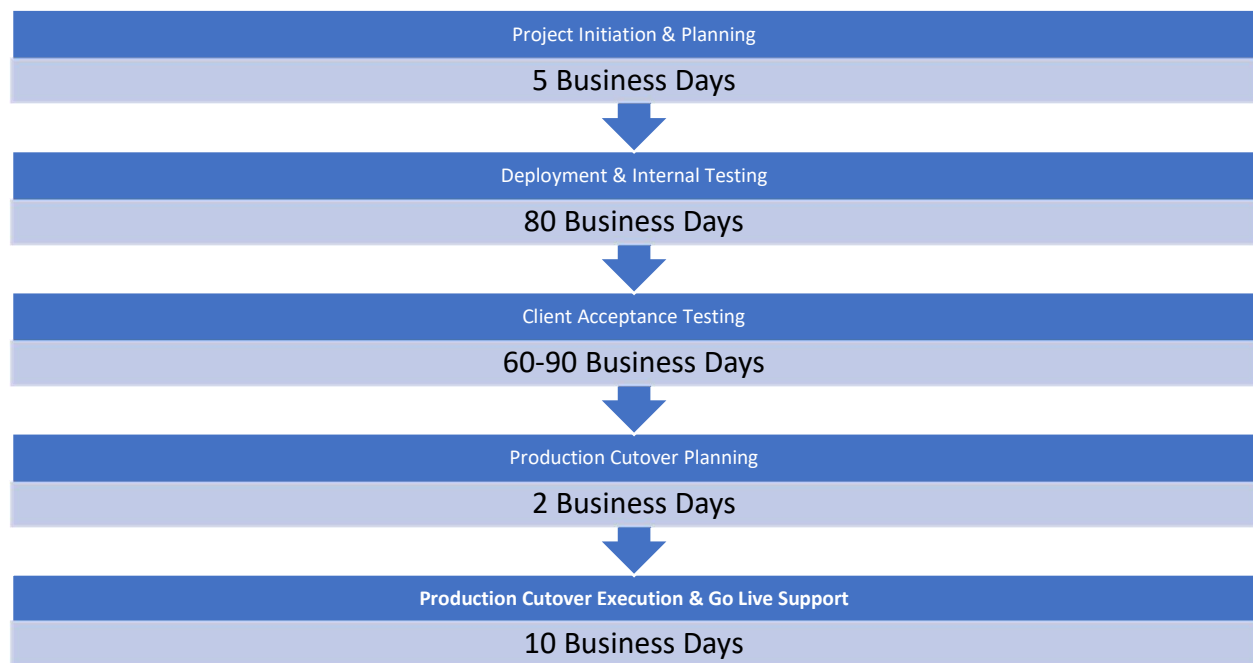 Project Initiation & Planning
5 Business Days
Deployment & Internal Testing
80 Business Days
Client Acceptance Testing
60-90 Business Days
Production Cutover Planning
2 Business Days
Production Cutover Execution & Go Live Support
10 Business Days